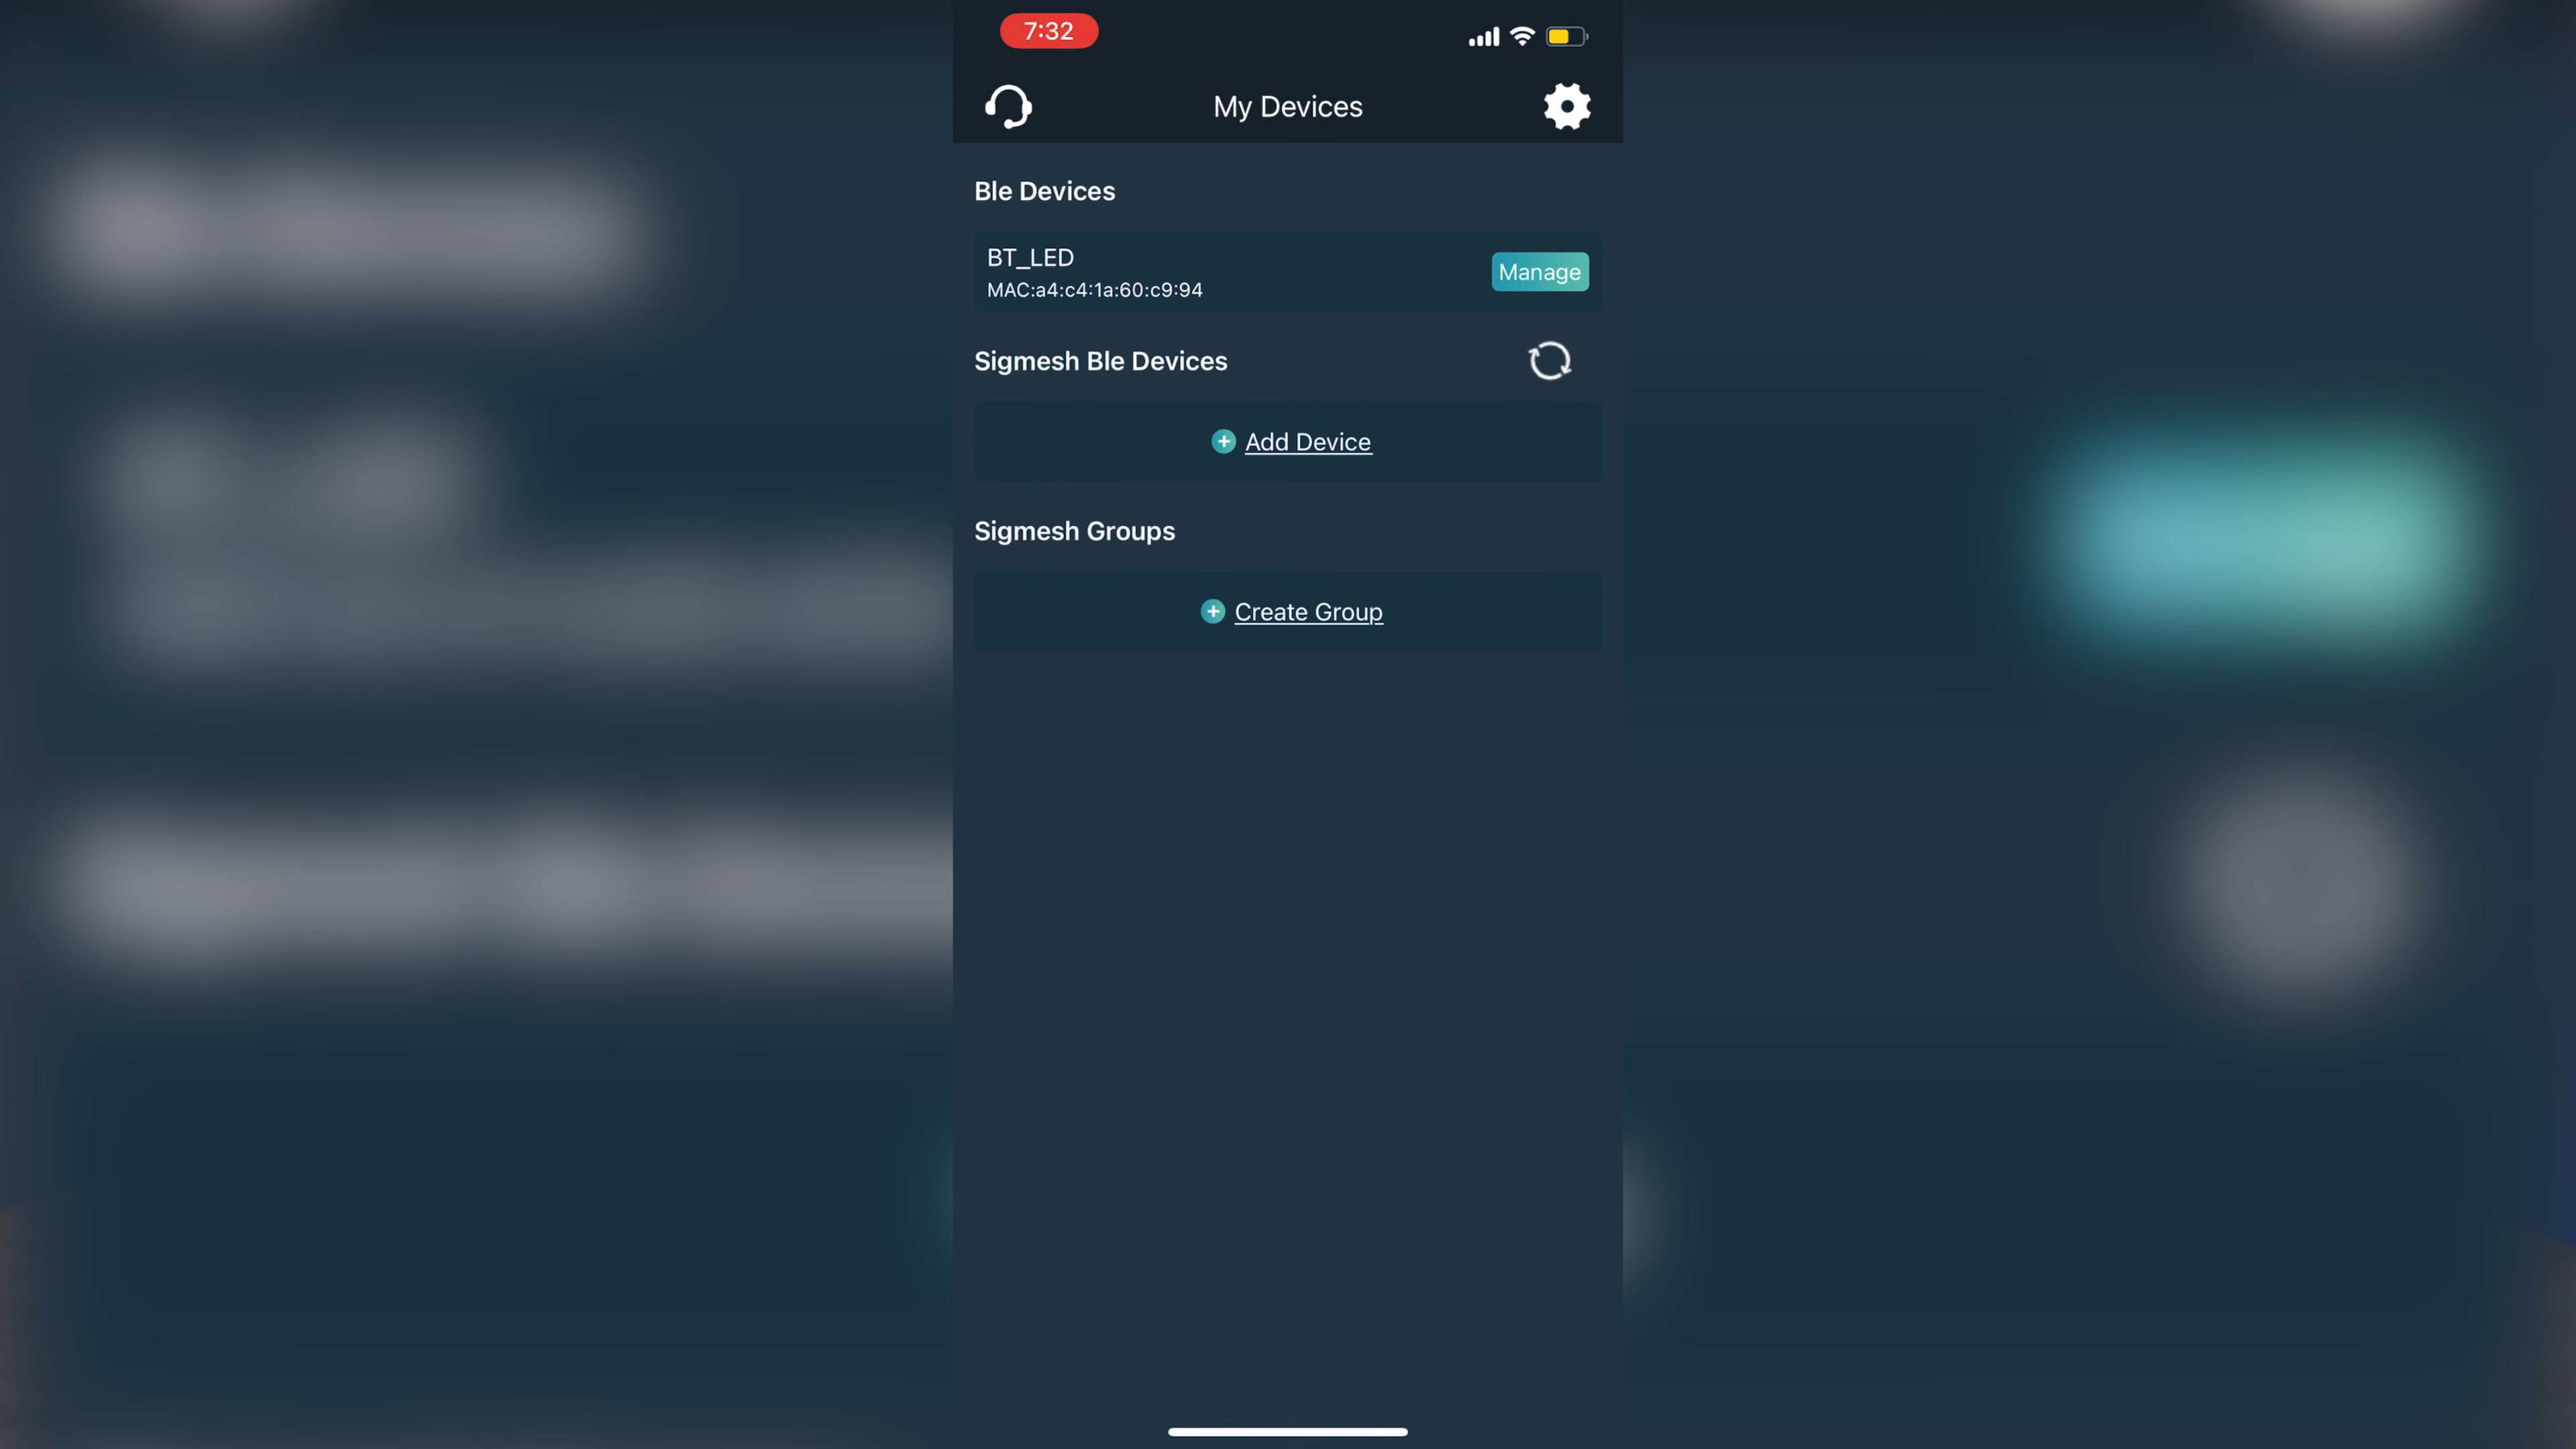 7:32
My Devices
Ble Devices
BT_LED
MAC:a4:c4:1a:60:c9:94
Manage
Sigmesh Ble Devices
Add Device
Sigmesh Groups
Create Group